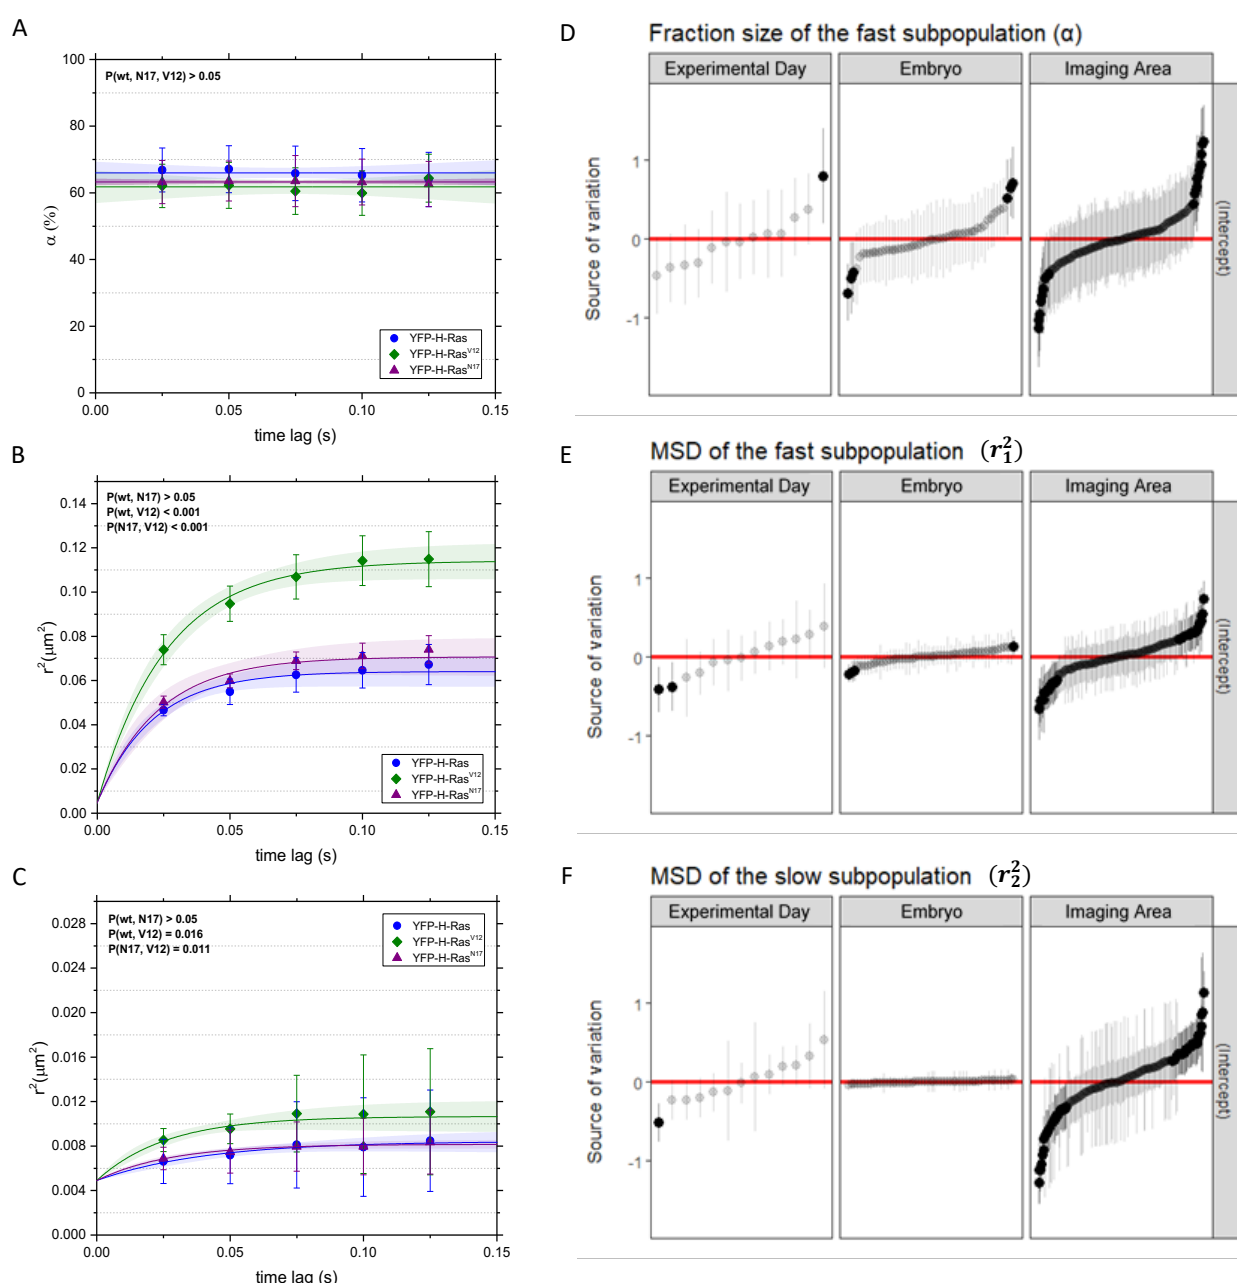 A
P(wt, N17, V12) > 0.05
100
80
60
40
20
0
α (%)
YFP-H-Ras
YFP-H-Ras^V12
YFP-H-Ras^N17
0.00 0.05 0.10 0.15
time lag (s)
B
P(wt, N17) > 0.05
P(wt, V12) < 0.001
P(N17, V12) < 0.001
0.14
0.12
0.10
0.08
0.06
0.04
0.02
0.00
r²(μm²)
YFP-H-Ras
YFP-H-Ras^V12
YFP-H-Ras^N17
0.00 0.05 0.10 0.15
time lag (s)
C
P(wt, N17) > 0.05
P(wt, V12) = 0.016
P(N17, V12) = 0.011
0.028
0.024
0.020
0.016
0.012
0.008
0.004
0.000
r²(μm²)
YFP-H-Ras
YFP-H-Ras^V12
YFP-H-Ras^N17
0.00 0.05 0.10 0.15
time lag (s)
D
Fraction size of the fast subpopulation (α)
Experimental Day Embryo Imaging Area
1
0
-1
Source of variation
(Intercept)
E
MSD of the fast subpopulation (r₁²)
Experimental Day Embryo Imaging Area
1
0
-1
Source of variation
(Intercept)
F
MSD of the slow subpopulation (r₂²)
Experimental Day Embryo Imaging Area
1
0
-1
Source of variation
(Intercept)